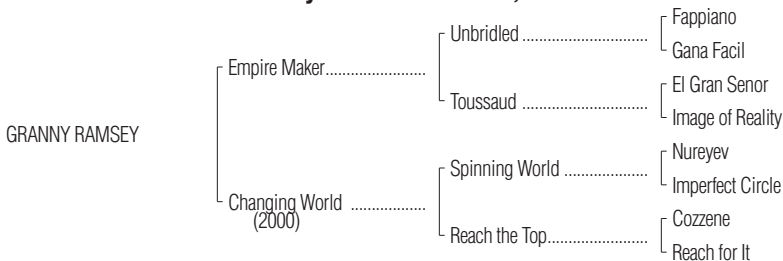 Fappiano
Unbridled
Gana Facil
Empire Maker
El Gran Senor
Toussaud
Image of Reality
GRANNY RAMSEY
Nureyev
Spinning World
Imperfect Circle
Changing World
(2000)
Cozzene
Reach the Top
Reach for It